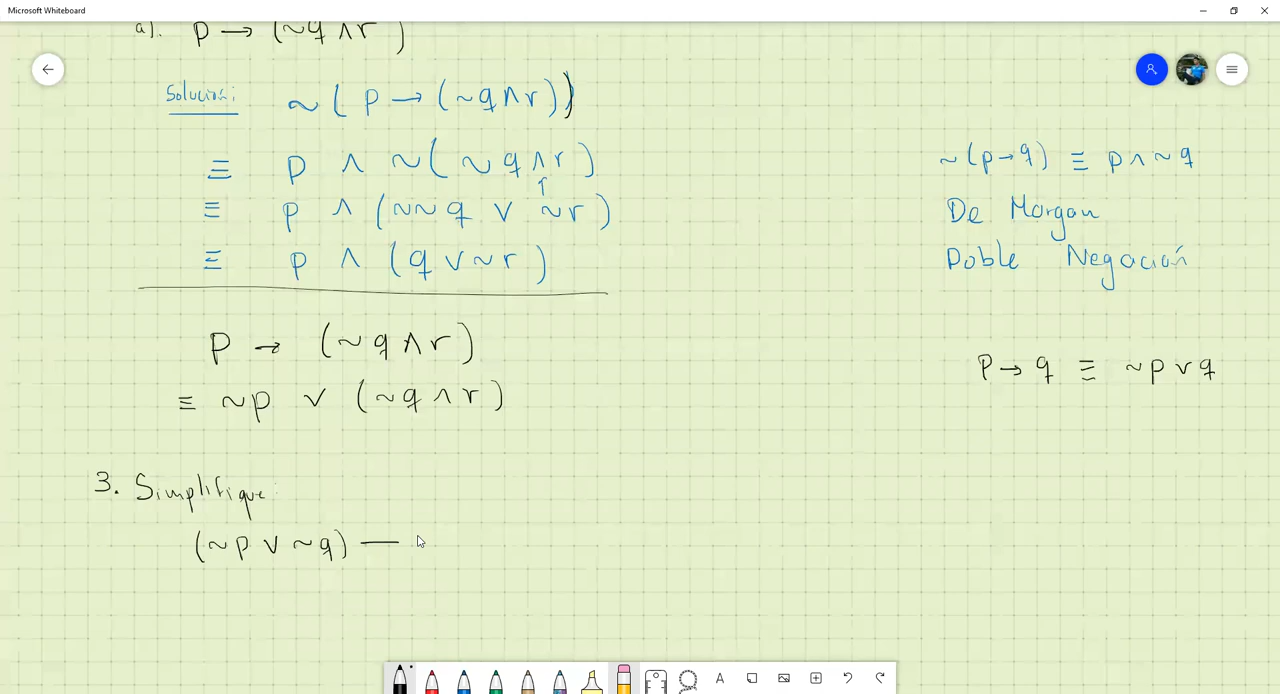 Microsoft Whiteboard
a). p → (~q ∧ r)
Solución: ~( p → (~q ∧ r))
≡ p ∧ ~( ~q ∧ r)
~(p → q) ≡ p ∧ ~q
≡ p ∧ (~~q ∨ ~r)
De Morgan
≡ p ∧ (q ∨ ~r)
Doble Negación
p → (~q ∧ r)
p → q ≡ ~p ∨ q
≡ ~p ∨ (~q ∧ r)
3. Simplifique:
(~p ∨ ~q) —
A